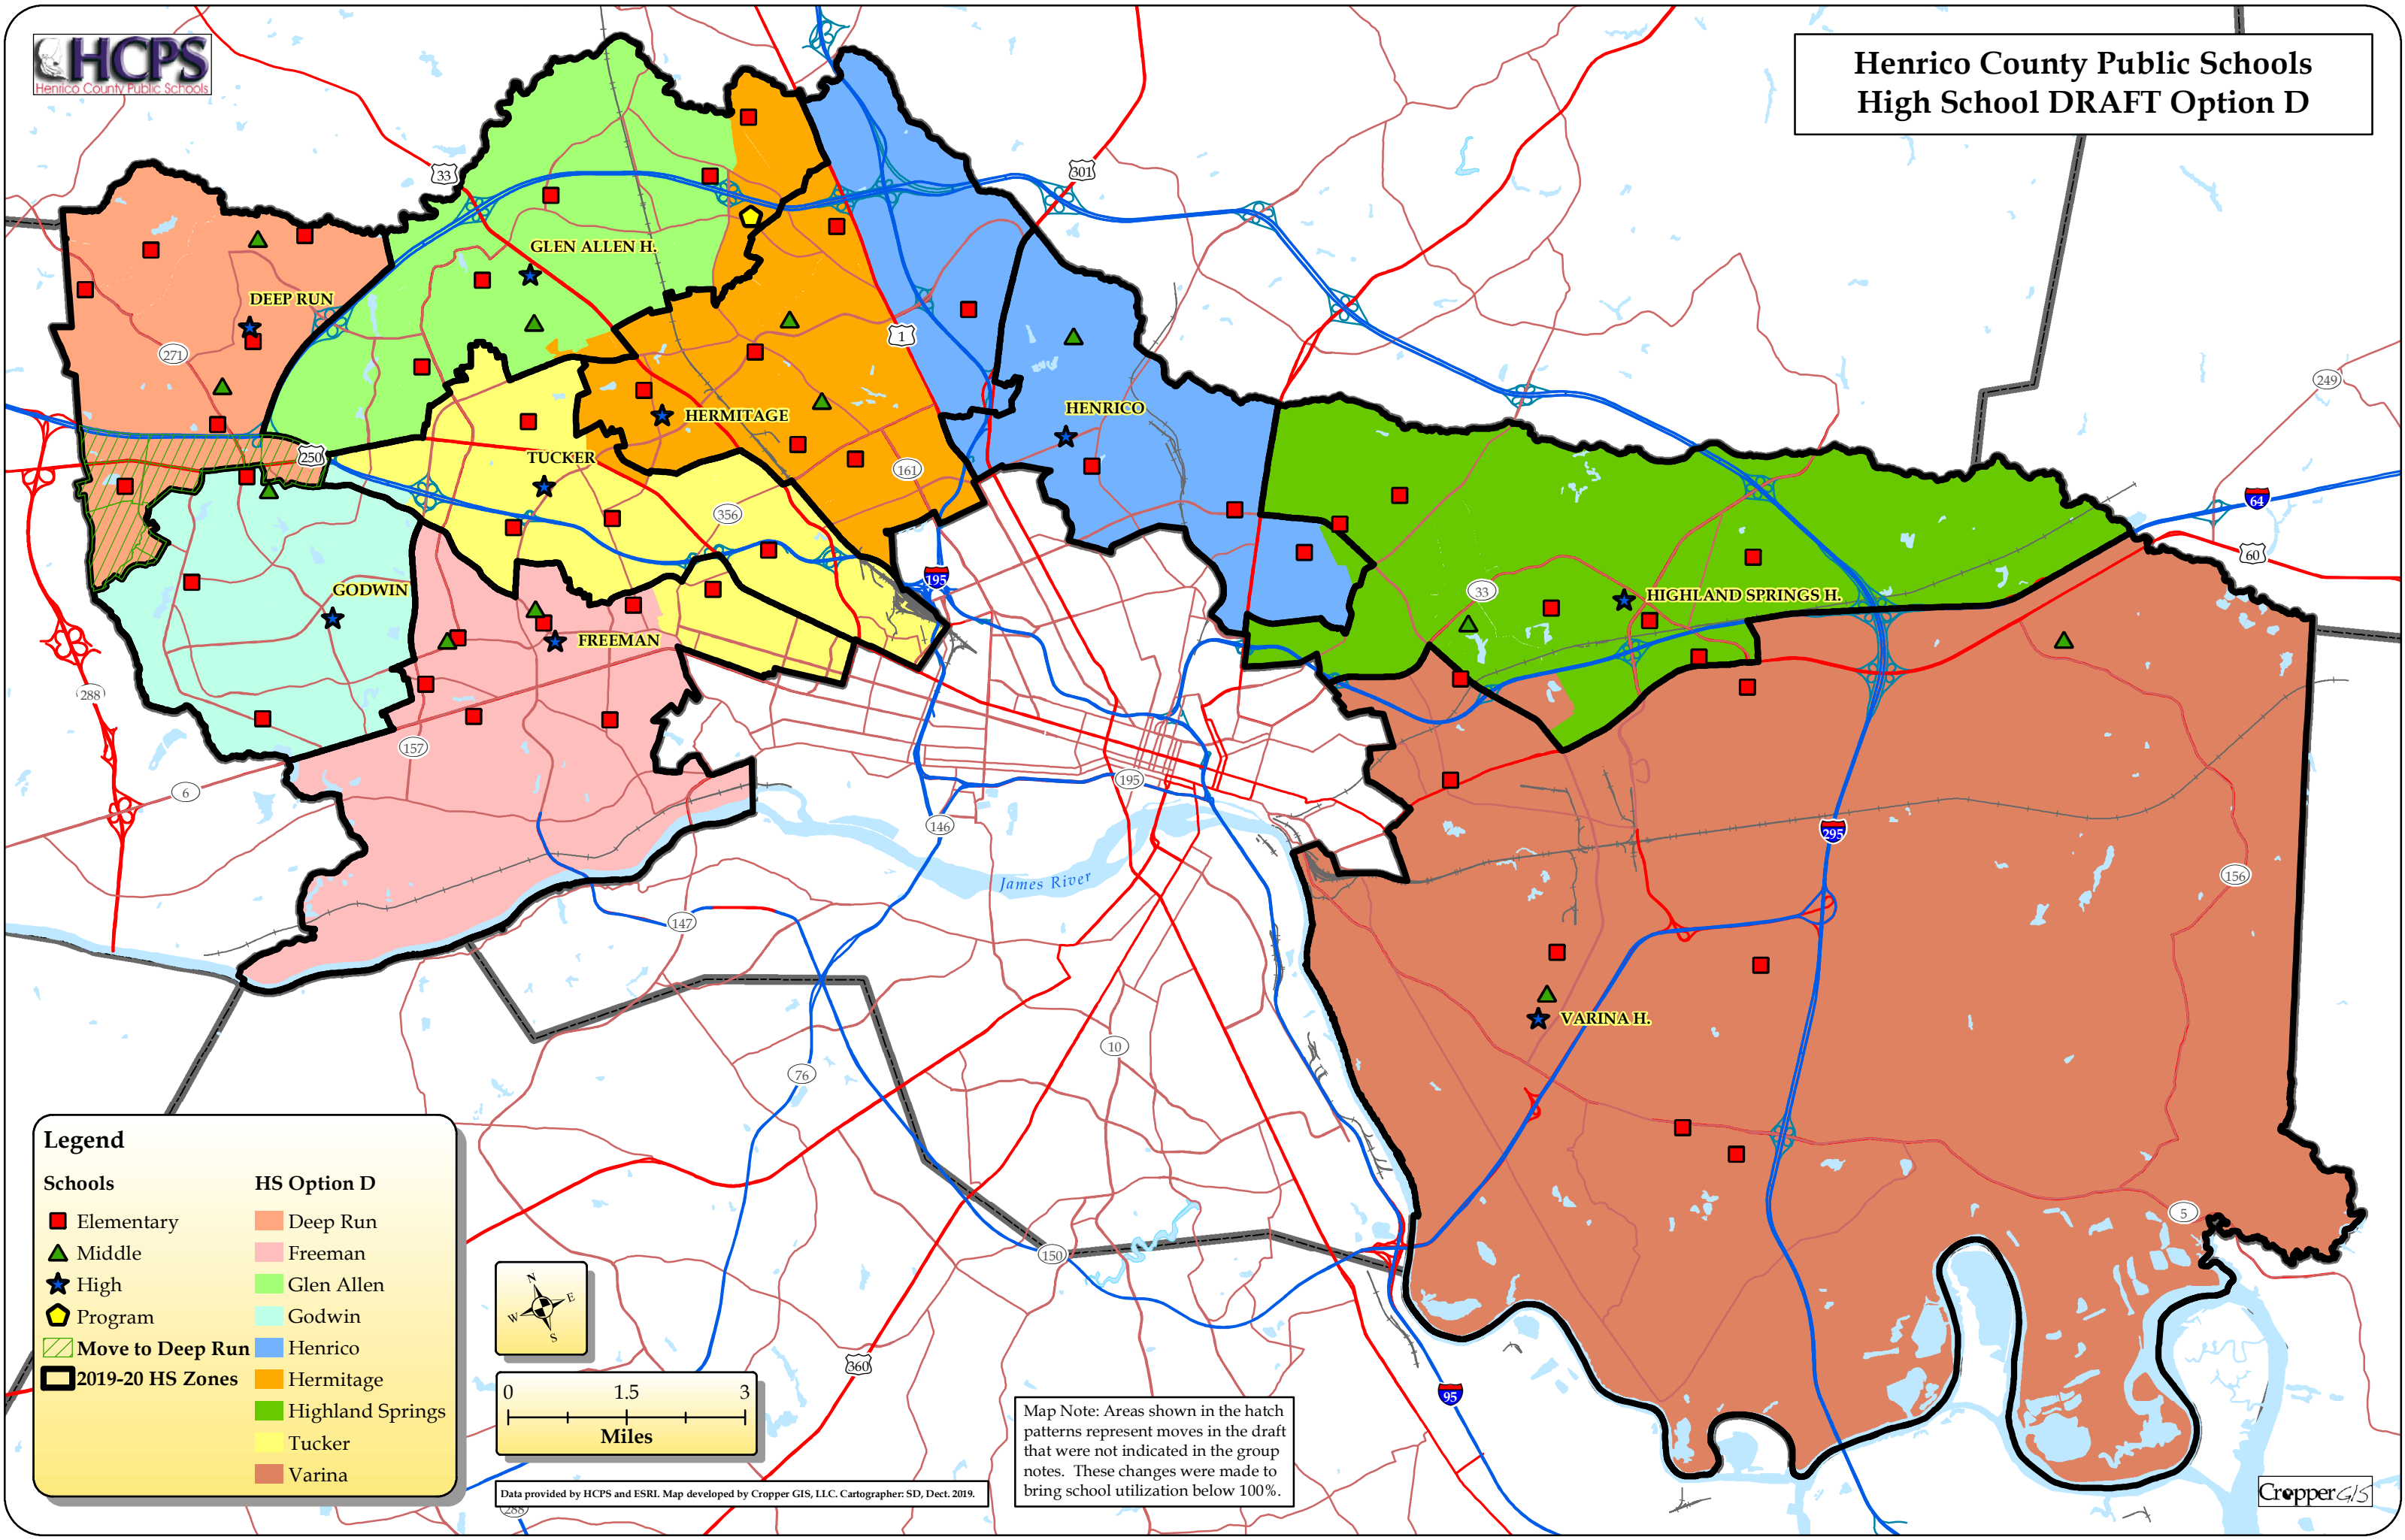 HCPS
Henrico County Public Schools
Henrico County Public Schools
High School DRAFT Option D
33
301
GLEN ALLEN H.
DEEP RUN
271
1
249
HERMITAGE
HENRICO
250
TUCKER
161
64
356
60
195
GODWIN
33
HIGHLAND SPRINGS H.
FREEMAN
288
157
6
195
146
295
James River
156
147
VARINA H.
10
76
5
150
360
95
288
Legend
Schools
Elementary
Middle
High
Program
Move to Deep Run
2019-20 HS Zones
HS Option D
Deep Run
Freeman
Glen Allen
Godwin
Henrico
Hermitage
Highland Springs
Tucker
Varina
N
E
W
S
0 1.5 3
Miles
Data provided by HCPS and ESRI. Map developed by Cropper GIS, LLC. Cartographer: SD, Dect. 2019.
Map Note: Areas shown in the hatch
patterns represent moves in the draft
that were not indicated in the group
notes. These changes were made to
bring school utilization below 100%.
Cropper GIS